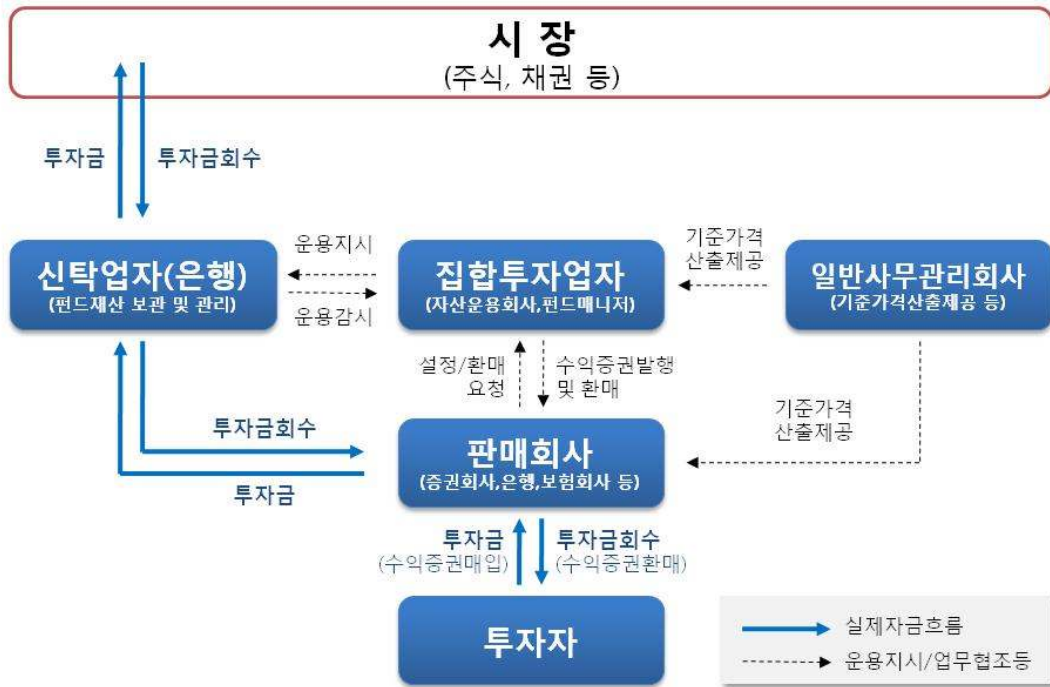 시 장
(주식, 채권 등)
투자금
투자금회수
신탁업자(은행)
(펀드재산 보관 및 관리)
운용지시
운용감시
집합투자업자
(자산운용회사,펀드매니저)
기준가격
산출제공
일반사무관리회사
(기준가격산출제공 등)
설정/환매
요청
수익증권발행
및 환매
기준가격
산출제공
투자금회수
투자금
판매회사
(증권회사,은행,보험회사 등)
투자금
(수익증권매입)
투자금회수
(수익증권환매)
투자자
실제자금흐름
운용지시/업무협조등